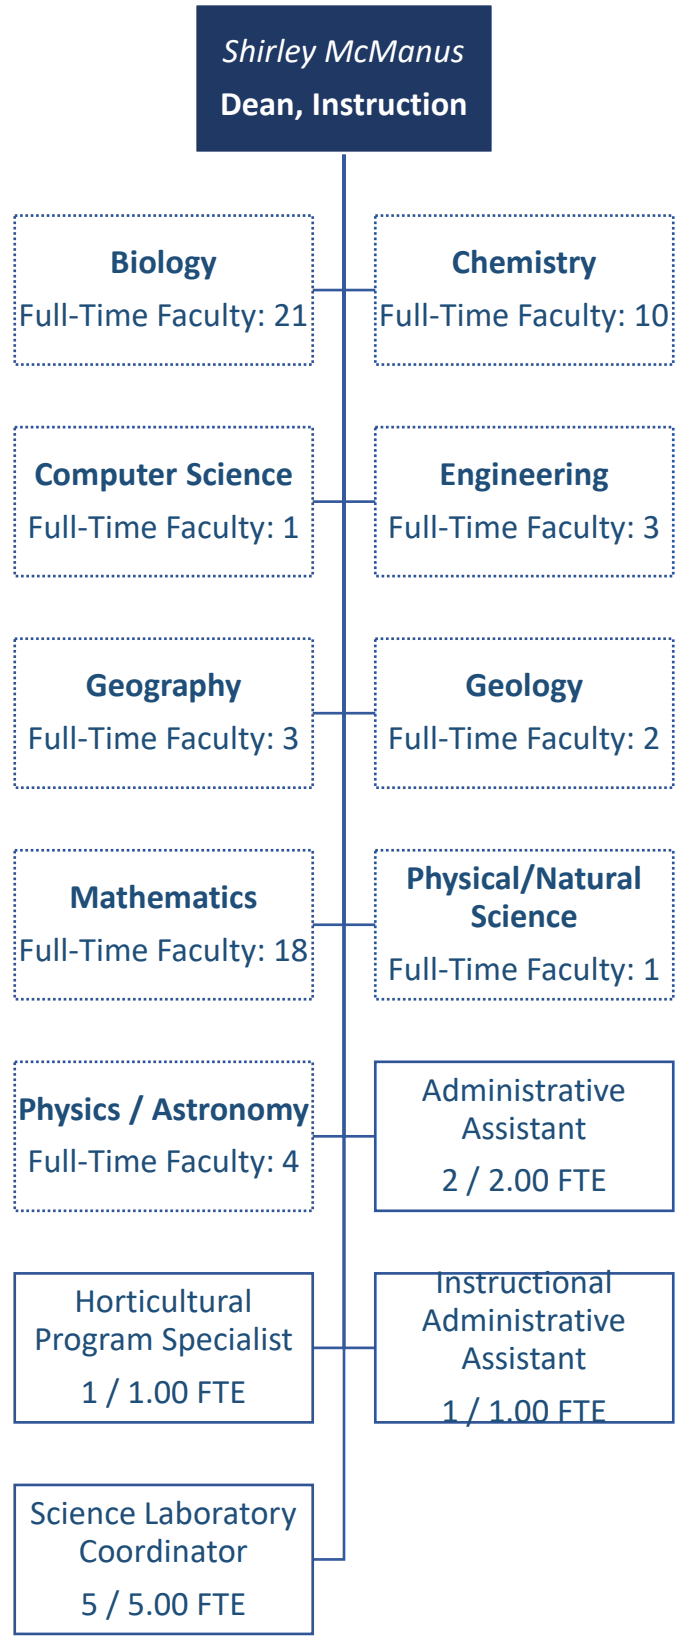 Shirley McManus
Dean, Instruction
Biology
Full-Time Faculty: 21
Chemistry
Full-Time Faculty: 10
Computer Science
Full-Time Faculty: 1
Engineering
Full-Time Faculty: 3
Geography
Full-Time Faculty: 3
Geology
Full-Time Faculty: 2
Mathematics
Full-Time Faculty: 18
Physical/Natural
Science
Full-Time Faculty: 1
Physics / Astronomy
Full-Time Faculty: 4
Administrative
Assistant
2 / 2.00 FTE
Horticultural
Program Specialist
1 / 1.00 FTE
Instructional
Administrative
Assistant
1 / 1.00 FTE
Science Laboratory
Coordinator
5 / 5.00 FTE